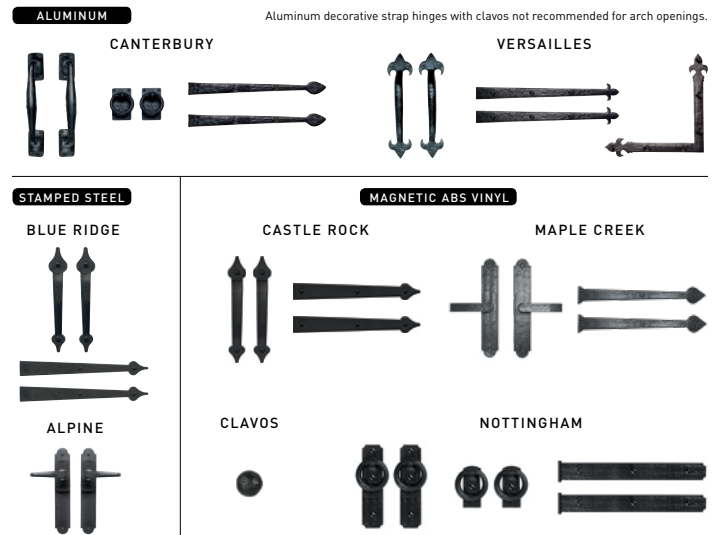 ALUMINUM
Aluminum decorative strap hinges with clavos not recommended for arch openings.
CANTERBURY
VERSAILLES
STAMPED STEEL
BLUE RIDGE
ALPINE
MAGNETIC ABS VINYL
CASTLE ROCK
MAPLE CREEK
CLAVOS
NOTTINGHAM